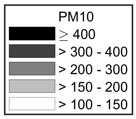 PM10
≥ 400
> 300 - 400
> 200 - 300
> 150 - 200
> 100 - 150